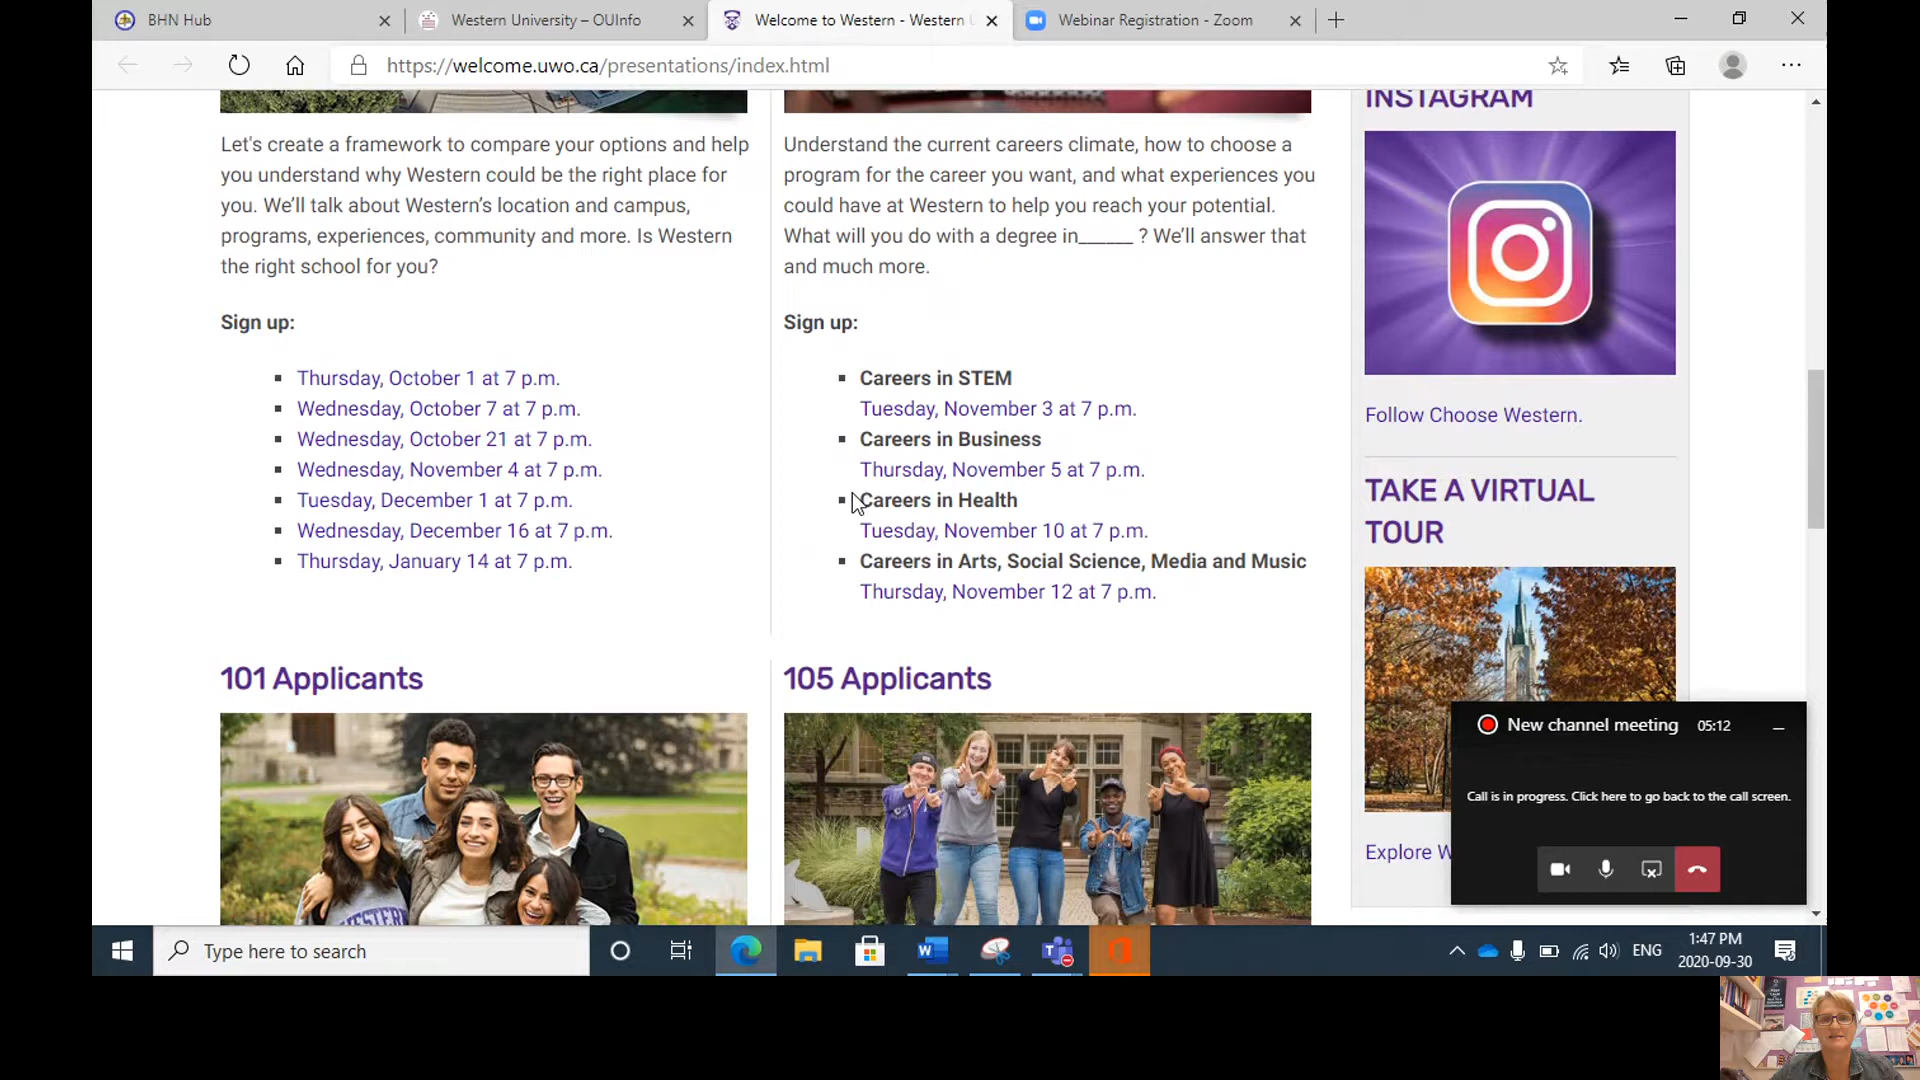 BHN Hub
Western University – OUInfo
Welcome to Western - Western
Webinar Registration - Zoom
https://welcome.uwo.ca/presentations/index.html
Let's create a framework to compare your options and help
you understand why Western could be the right place for
you. We’ll talk about Western’s location and campus,
programs, experiences, community and more. Is Western
the right school for you?
Sign up:
Thursday, October 1 at 7 p.m.
Wednesday, October 7 at 7 p.m.
Wednesday, October 21 at 7 p.m.
Wednesday, November 4 at 7 p.m.
Tuesday, December 1 at 7 p.m.
Wednesday, December 16 at 7 p.m.
Thursday, January 14 at 7 p.m.
Understand the current careers climate, how to choose a
program for the career you want, and what experiences you
could have at Western to help you reach your potential.
What will you do with a degree in______ ? We’ll answer that
and much more.
Sign up:
Careers in STEM
Tuesday, November 3 at 7 p.m.
Careers in Business
Thursday, November 5 at 7 p.m.
Careers in Health
Tuesday, November 10 at 7 p.m.
Careers in Arts, Social Science, Media and Music
Thursday, November 12 at 7 p.m.
101 Applicants
105 Applicants
WESTERN
INSTAGRAM
Follow Choose Western.
TAKE A VIRTUAL
TOUR
Explore W
New channel meeting 05:12
Call is in progress. Click here to go back to the call screen.
Type here to search
ENG
1:47 PM
2020-09-30